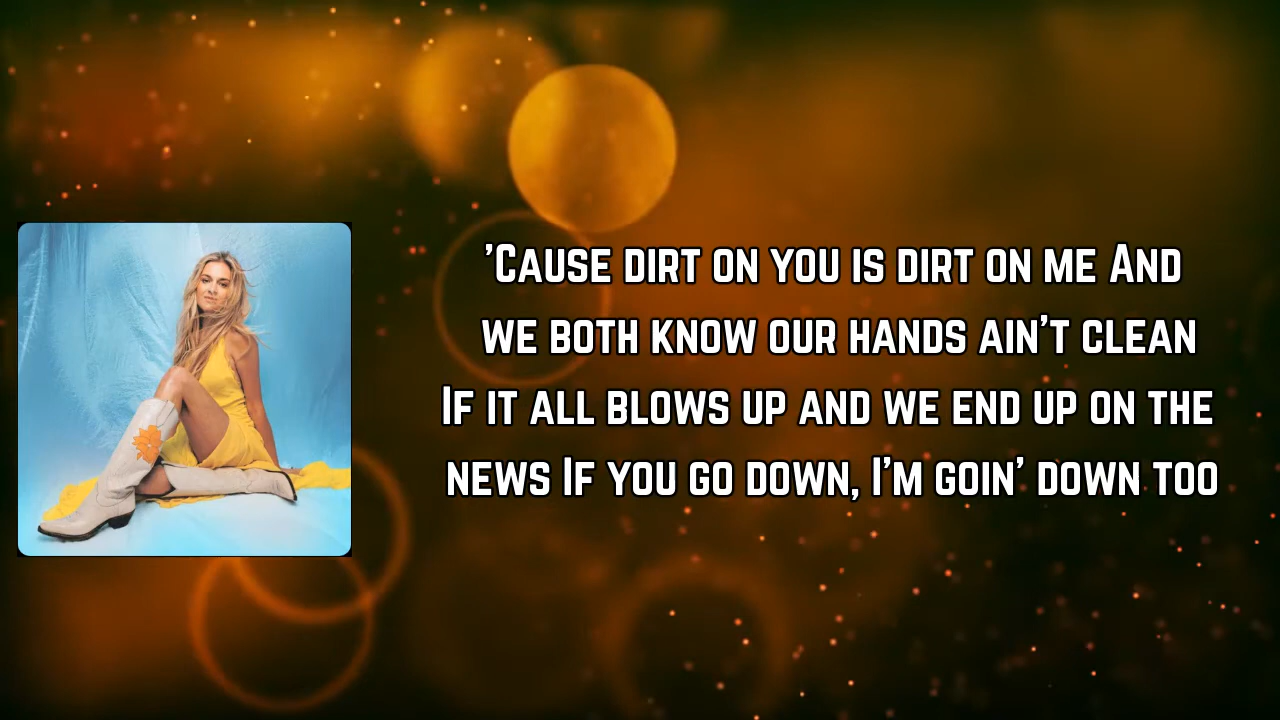 ’Cause dirt on you is dirt on me And
we both know our hands ain’t clean
If it all blows up and we end up on the
news If you go down, I’m goin’ down too